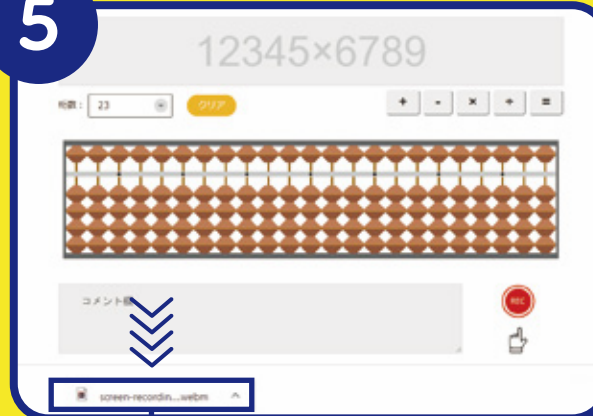 5
12345×6789
桁数： 23
クリア
+ - × ÷ =
コメント欄
REC
screen-recordin....webm